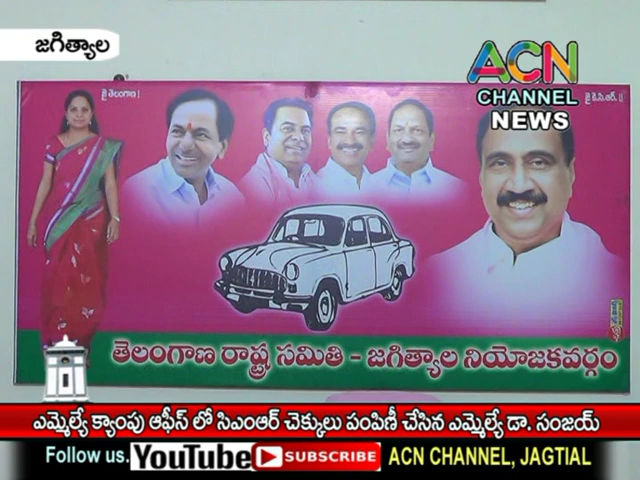 జగిత్యాల
ACN
CHANNEL
NEWS
జై తెలంగాణ !
జై కె.సి.ఆర్. !!
తెలంగాణ రాష్ట్ర సమితి - జగిత్యాల నియోజకవర్గం
ఎమ్మెల్యే క్యాంపు ఆఫీస్ లో సిఎంఆర్ చెక్కులు పంపిణీ చేసిన ఎమ్మెల్యే డా. సంజయ్
Follow us. YouTube SUBSCRIBE ACN CHANNEL, JAGTIAL